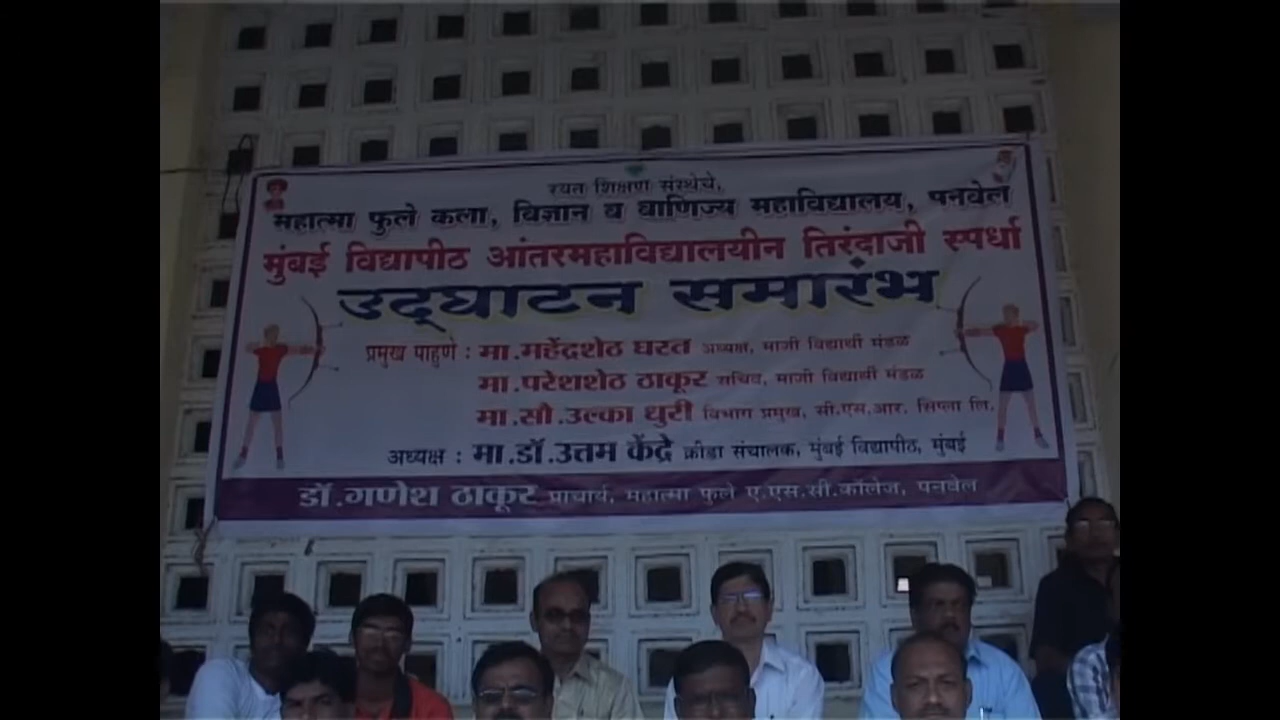 रयत शिक्षण संस्थेचे,
महात्मा फुले कला, विज्ञान व वाणिज्य महाविद्यालय, पनवेल
मुंबई विद्यापीठ आंतरमहाविद्यालयीन तिरंदाजी स्पर्धा
उद्‌घाटन समारंभ
प्रमुख पाहुणे : मा.महेंद्रशेठ घरत अध्यक्ष, माजी विद्यार्थी मंडळ
मा.परेशशेठ ठाकूर सचिव, माजी विद्यार्थी मंडळ
मा.सौ.उल्का धुरी विभाग प्रमुख, सी.एस.आर. सिप्ला लि.
अध्यक्ष : मा.डॉ.उत्तम केंद्रे क्रीडा संचालक, मुंबई विद्यापीठ, मुंबई
डॉ.गणेश ठाकूर प्राचार्य, महात्मा फुले ए.एस.सी.कॉलेज, पनवेल